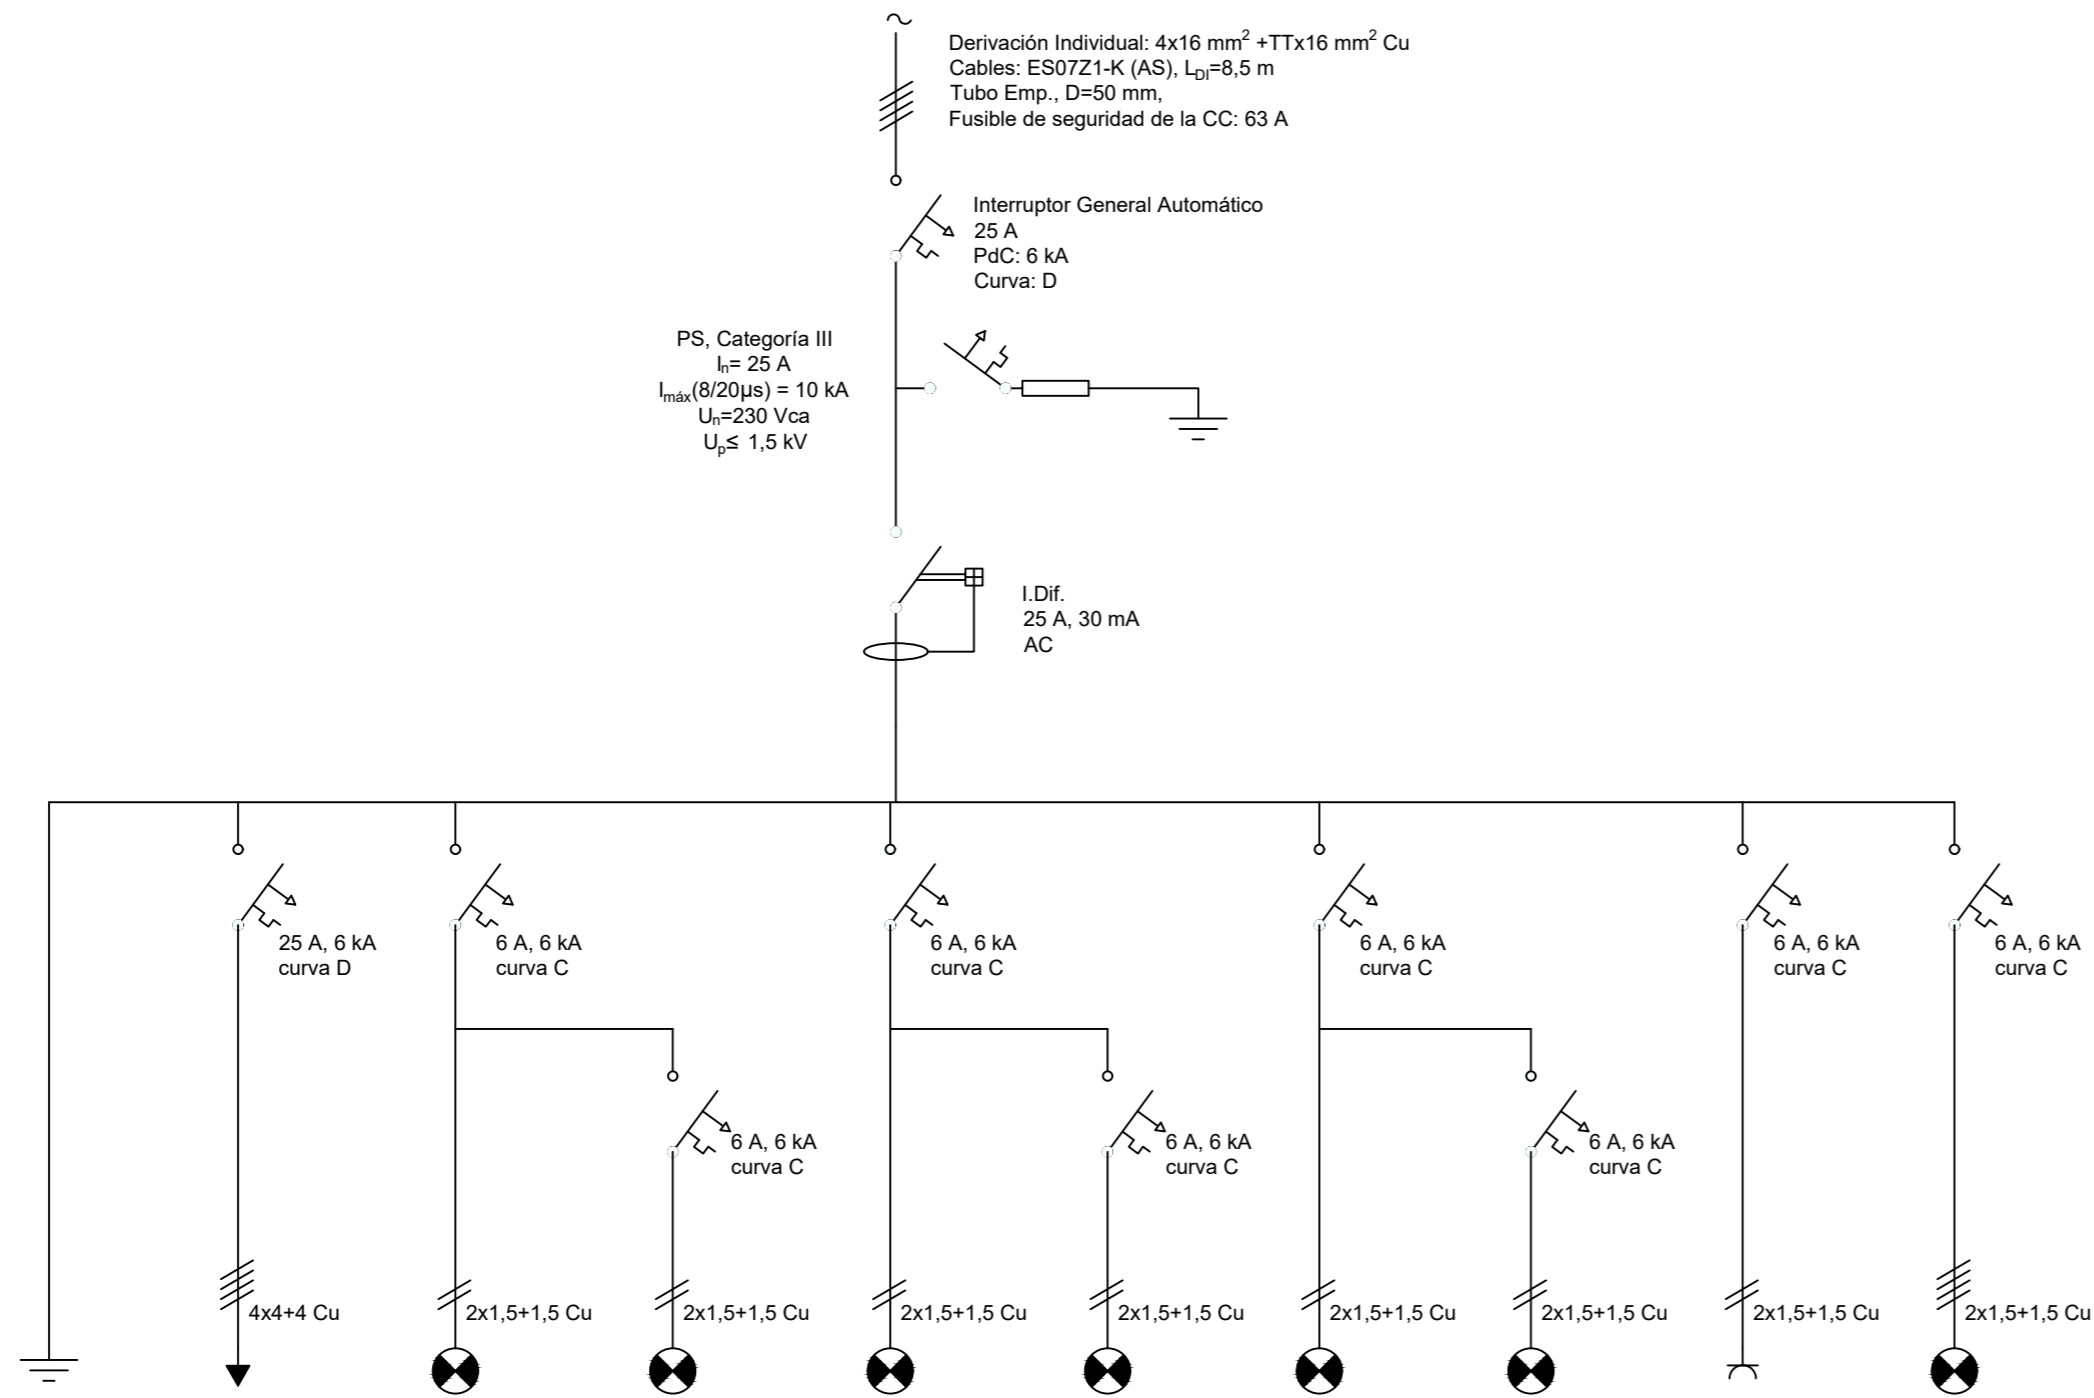 Derivación Individual: 4x16 mm² +TTx16 mm² Cu
Cables: ES07Z1-K (AS), L_DI=8,5 m
Tubo Emp., D=50 mm,
Fusible de seguridad de la CC: 63 A
Interruptor General Automático
25 A
PdC: 6 kA
Curva: D
PS, Categoría III
Iₙ= 25 A
I_máx(8/20µs) = 10 kA
Uₙ=230 Vca
Uₚ≤ 1,5 kV
I.Dif.
25 A, 30 mA
AC
25 A, 6 kA
curva D
6 A, 6 kA
curva C
6 A, 6 kA
curva C
6 A, 6 kA
curva C
6 A, 6 kA
curva C
6 A, 6 kA
curva C
6 A, 6 kA
curva C
6 A, 6 kA
curva C
6 A, 6 kA
curva C
4x4+4 Cu
2x1,5+1,5 Cu
2x1,5+1,5 Cu
2x1,5+1,5 Cu
2x1,5+1,5 Cu
2x1,5+1,5 Cu
2x1,5+1,5 Cu
2x1,5+1,5 Cu
2x1,5+1,5 Cu